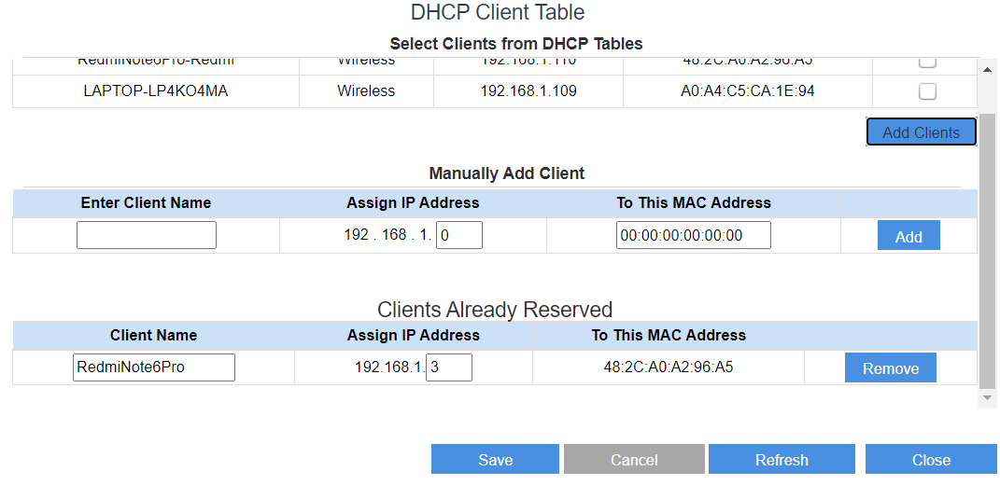 DHCP Client Table
Select Clients from DHCP Tables
RedmiNote6Pro-Redmi Wireless 192.168.1.110 48:2C:A0:A2:96:A5
LAPTOP-LP4KO4MA Wireless 192.168.1.109 A0:A4:C5:CA:1E:94
Add Clients
Manually Add Client
Enter Client Name Assign IP Address To This MAC Address
192 . 168 . 1. 0 00:00:00:00:00:00 Add
Clients Already Reserved
Client Name Assign IP Address To This MAC Address
RedmiNote6Pro 192.168.1. 3 48:2C:A0:A2:96:A5 Remove
Save Cancel Refresh Close